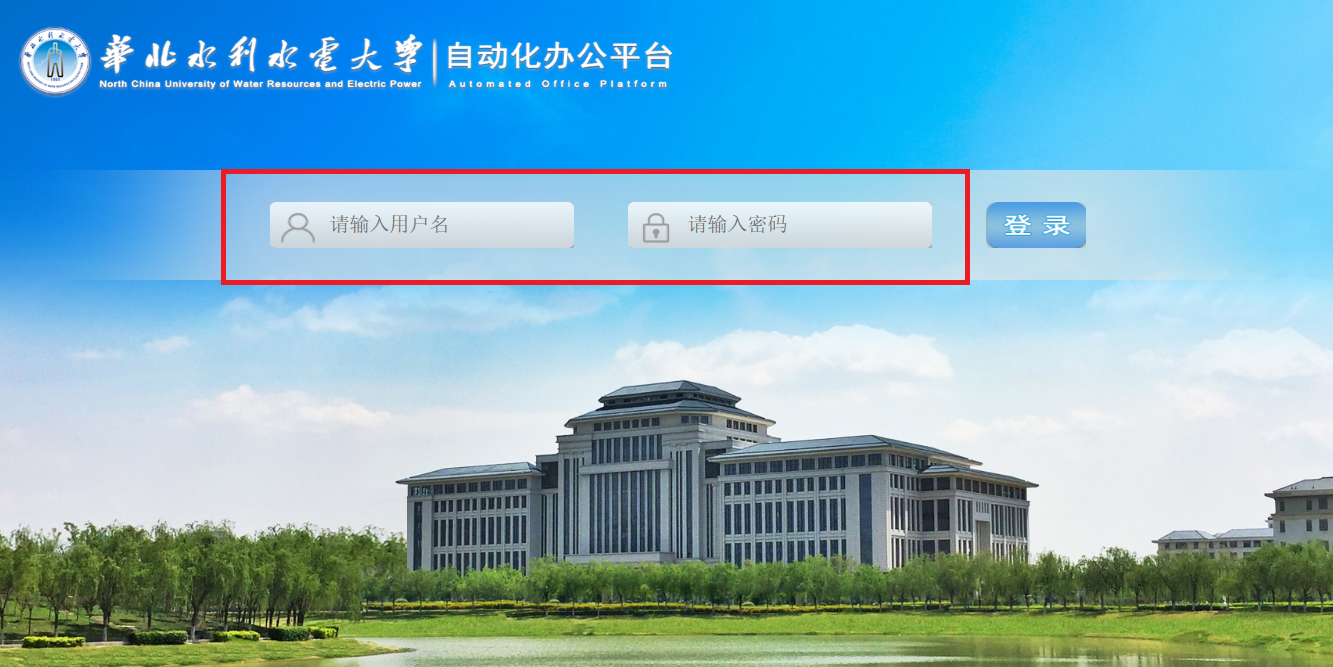 華北水利水電大學
North China University of Water Resources and Electric Power
自动化办公平台
Automated Office Platform
请输入用户名
请输入密码
登录